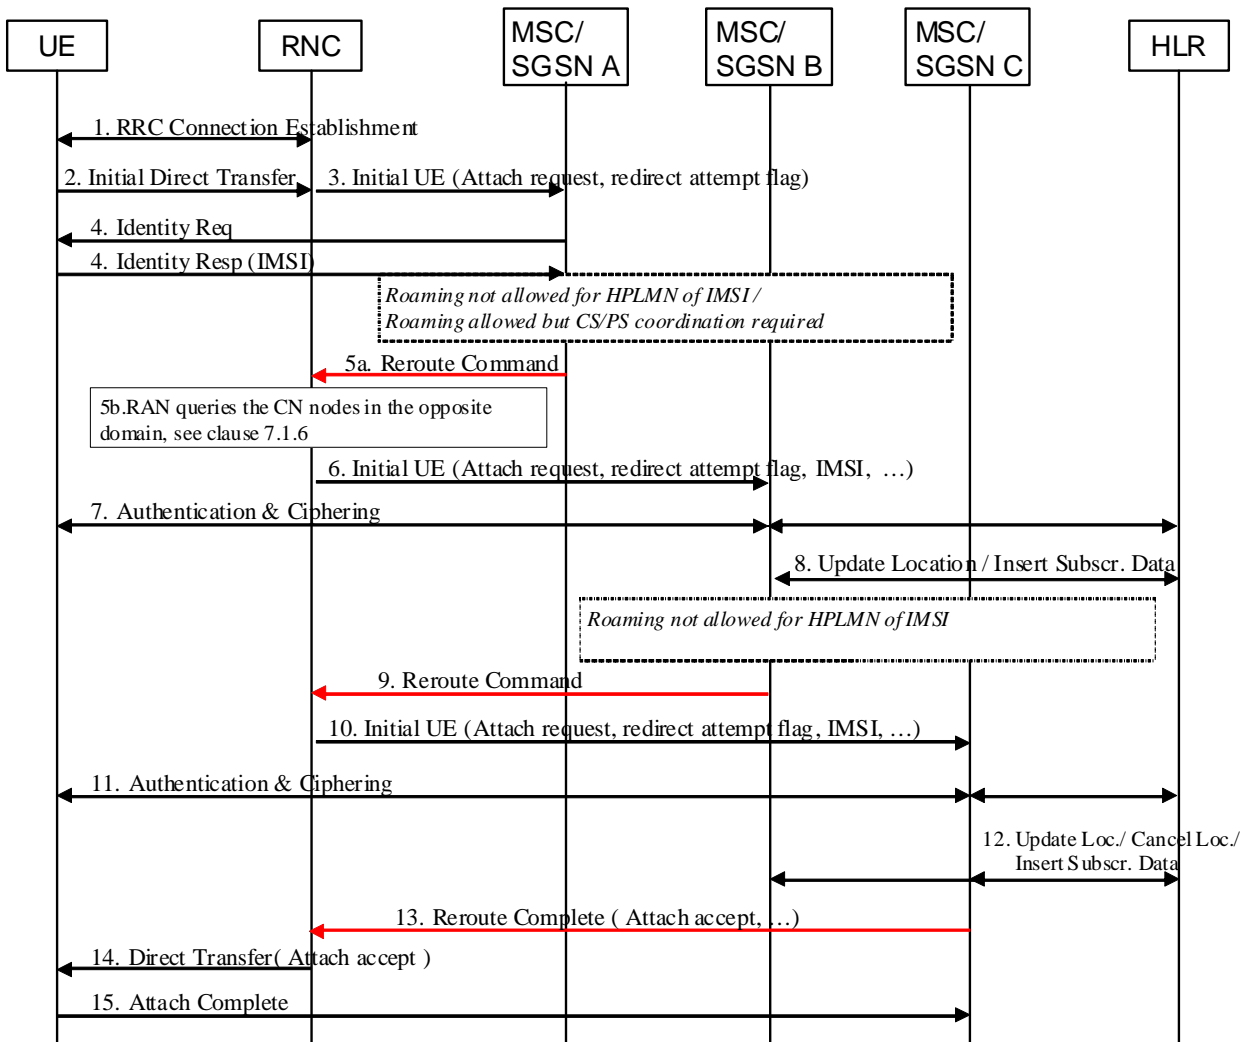 UE
RNC
MSC/
SGSN A
MSC/
SGSN B
MSC/
SGSN C
HLR
1. RRC Connection Establishment
2. Initial Direct Transfer
3. Initial UE (Attach request, redirect attempt flag)
4. Identity Req
4. Identity Resp (IMSI)
Roaming not allowed for HPLMN of IMSI /
Roaming allowed but CS/PS coordination required
5a. Reroute Command
5b.RAN queries the CN nodes in the opposite
domain, see clause 7.1.6
6. Initial UE (Attach request, redirect attempt flag, IMSI, …)
7. Authentication & Ciphering
8. Update Location / Insert Subscr. Data
Roaming not allowed for HPLMN of IMSI
9. Reroute Command
10. Initial UE (Attach request, redirect attempt flag, IMSI, …)
11. Authentication & Ciphering
12. Update Loc./ Cancel Loc./
Insert Subscr. Data
13. Reroute Complete ( Attach accept, …)
14. Direct Transfer( Attach accept )
15. Attach Complete